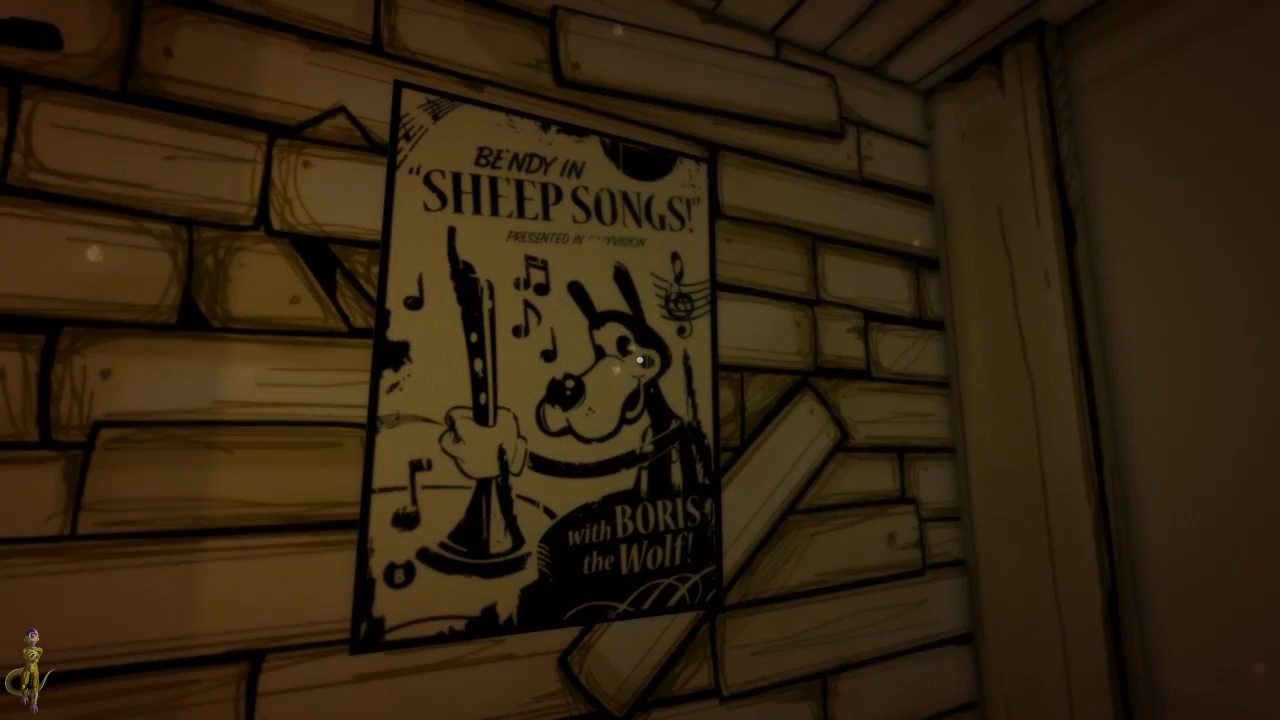 BENDY IN
"SHEEP SONGS!"
PRESENTED IN
with BORIS
the Wolf!
B